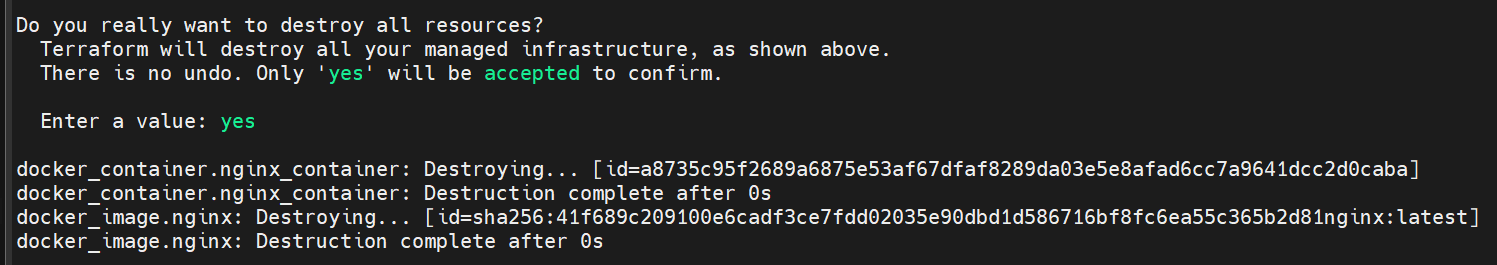 Do you really want to destroy all resources?
Terraform will destroy all your managed infrastructure, as shown above.
There is no undo. Only 'yes' will be accepted to confirm.
Enter a value: yes
docker_container.nginx_container: Destroying... [id=a8735c95f2689a6875e53af67dfaf8289da03e5e8afad6cc7a9641dcc2d0caba]
docker_container.nginx_container: Destruction complete after 0s
docker_image.nginx: Destroying... [id=sha256:41f689c209100e6cadf3ce7fdd02035e90dbd1d586716bf8fc6ea55c365b2d81nginx:latest]
docker_image.nginx: Destruction complete after 0s